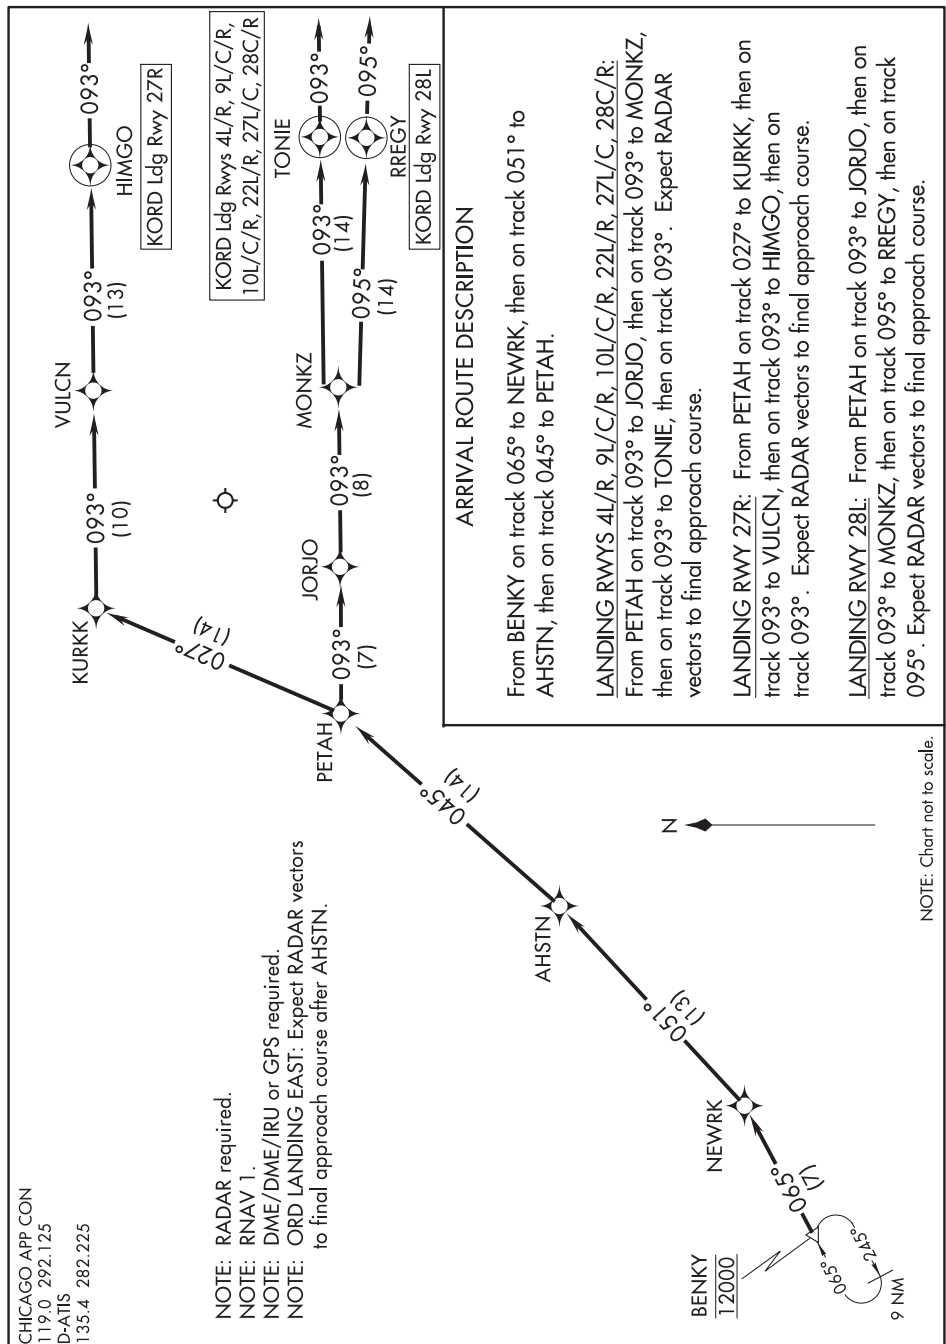 CHICAGO APP CON
119.0 292.125
D-ATIS
135.4 282.225
NOTE: RADAR required.
NOTE: RNAV 1.
NOTE: DME/DME/IRU or GPS required.
NOTE: ORD LANDING EAST: Expect RADAR vectors
to final approach course after AHSTN.
BENKY
12000
065°
245°
9 NM
065°
(7)
NEWRK
051°
(13)
AHSTN
045°
(14)
PETAH
027°
(14)
KURKK
093°
(10)
VULCN
093°
(13)
HIMGO
093°
KORD Ldg Rwy 27R
093°
(7)
JORJO
093°
(8)
MONKZ
093°
(14)
TONIE
093°
KORD Ldg Rwys 4L/R, 9L/C/R,
10L/C/R, 22L/R, 27L/C, 28C/R
095°
(14)
RREGY
095°
KORD Ldg Rwy 28L
N
NOTE: Chart not to scale.
ARRIVAL ROUTE DESCRIPTION
From BENKY on track 065° to NEWRK, then on track 051° to
AHSTN, then on track 045° to PETAH.
LANDING RWYS 4L/R, 9L/C/R, 10L/C/R, 22L/R, 27L/C, 28C/R:
From PETAH on track 093° to JORJO, then on track 093° to MONKZ,
then on track 093° to TONIE, then on track 093°. Expect RADAR
vectors to final approach course.
LANDING RWY 27R: From PETAH on track 027° to KURKK, then on
track 093° to VULCN, then on track 093° to HIMGO, then on
track 093°. Expect RADAR vectors to final approach course.
LANDING RWY 28L: From PETAH on track 093° to JORJO, then on
track 093° to MONKZ, then on track 095° to RREGY, then on track
095°. Expect RADAR vectors to final approach course.